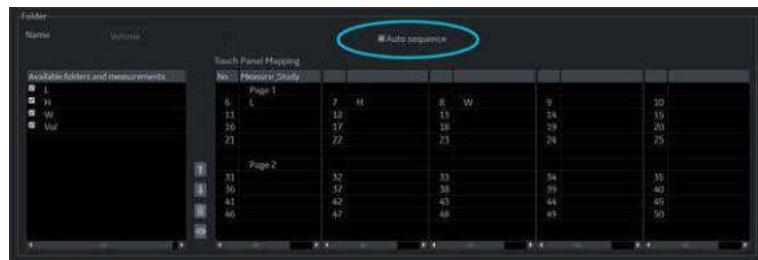 Folder
Name Volume Auto sequence
Touch Panel Mapping
Available folders and measurements No Measure_Study
L Page 1
H 6 L 7 H 8 W 9 10
W 11 12 13 14 15
Vol 16 17 18 19 20
21 22 23 24 25
Page 2
31 32 33 34 35
36 37 38 39 40
41 42 43 44 45
46 47 48 49 50